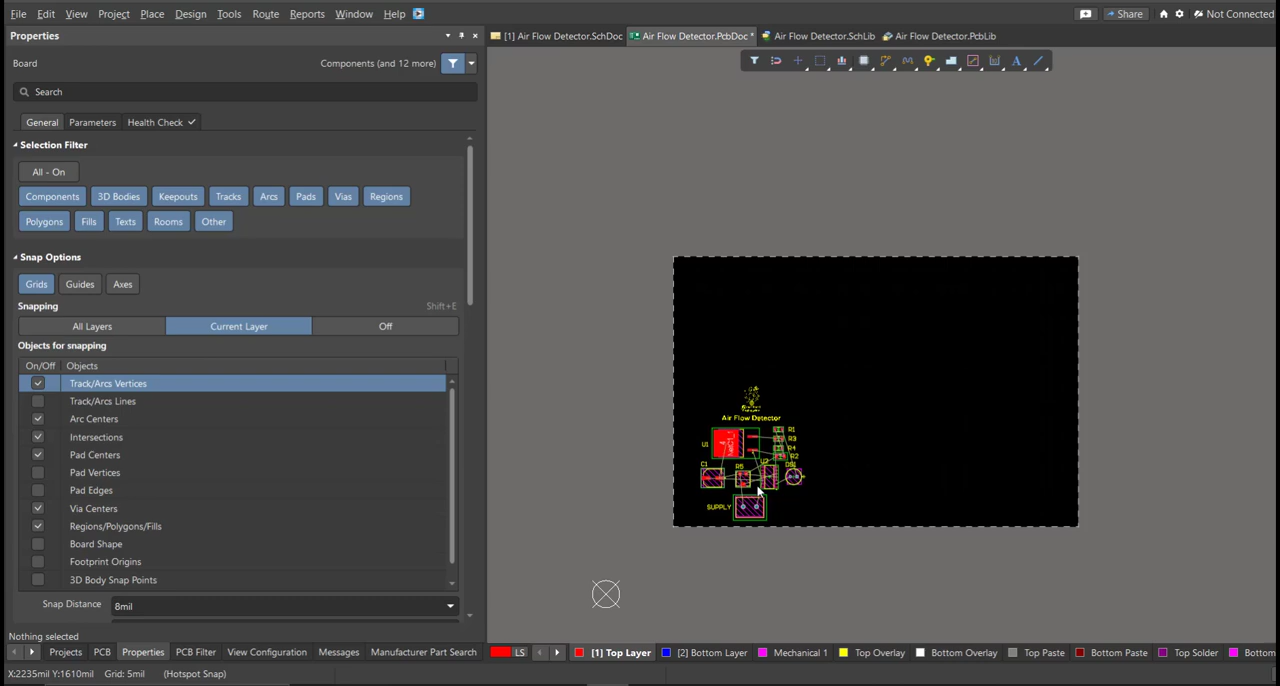 File Edit View Project Place Design Tools Route Reports Window Help Share Not Connected
Properties
[1] Air Flow Detector.SchDoc Air Flow Detector.PcbDoc * Air Flow Detector.SchLib Air Flow Detector.PcbLib
Board Components (and 12 more)
Search
General Parameters Health Check
Selection Filter
All - On
Components 3D Bodies Keepouts Tracks Arcs Pads Vias Regions
Polygons Fills Texts Rooms Other
Snap Options
Grids Guides Axes
Snapping Shift+E
All Layers Current Layer Off
Objects for snapping
On/Off Objects
Track/Arcs Vertices
Track/Arcs Lines
Arc Centers
Intersections
Pad Centers
Pad Vertices
Pad Edges
Via Centers
Regions/Polygons/Fills
Board Shape
Footprint Origins
3D Body Snap Points
Snap Distance 8mil
Air Flow Detector
R1
U1 R3
R4
R2
C1 R5 U2 DS1
SUPPLY
Nothing selected
Projects PCB Properties PCB Filter View Configuration Messages Manufacturer Part Search
LS [1] Top Layer [2] Bottom Layer Mechanical 1 Top Overlay Bottom Overlay Top Paste Bottom Paste Top Solder Bottom
X:2235mil Y:1610mil Grid: 5mil (Hotspot Snap)